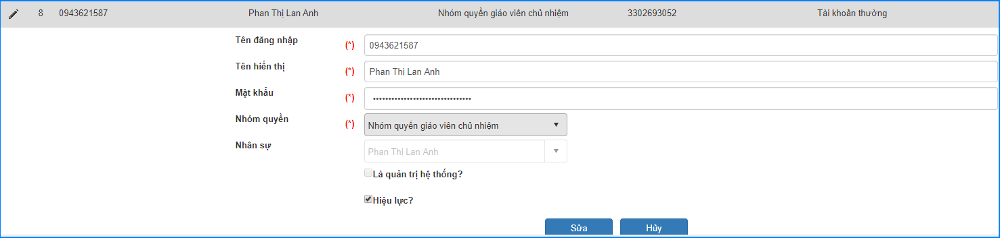 8 0943621587 Phan Thị Lan Anh Nhóm quyền giáo viên chủ nhiệm 3302693052 Tài khoản thường
Tên đăng nhập (*) 0943621587
Tên hiển thị (*) Phan Thị Lan Anh
Mật khẩu (*) ••••••••••••••••••••••••••••••••
Nhóm quyền (*) Nhóm quyền giáo viên chủ nhiệm
Nhân sự Phan Thị Lan Anh
Là quản trị hệ thống?
Hiệu lực?
Sửa Hủy